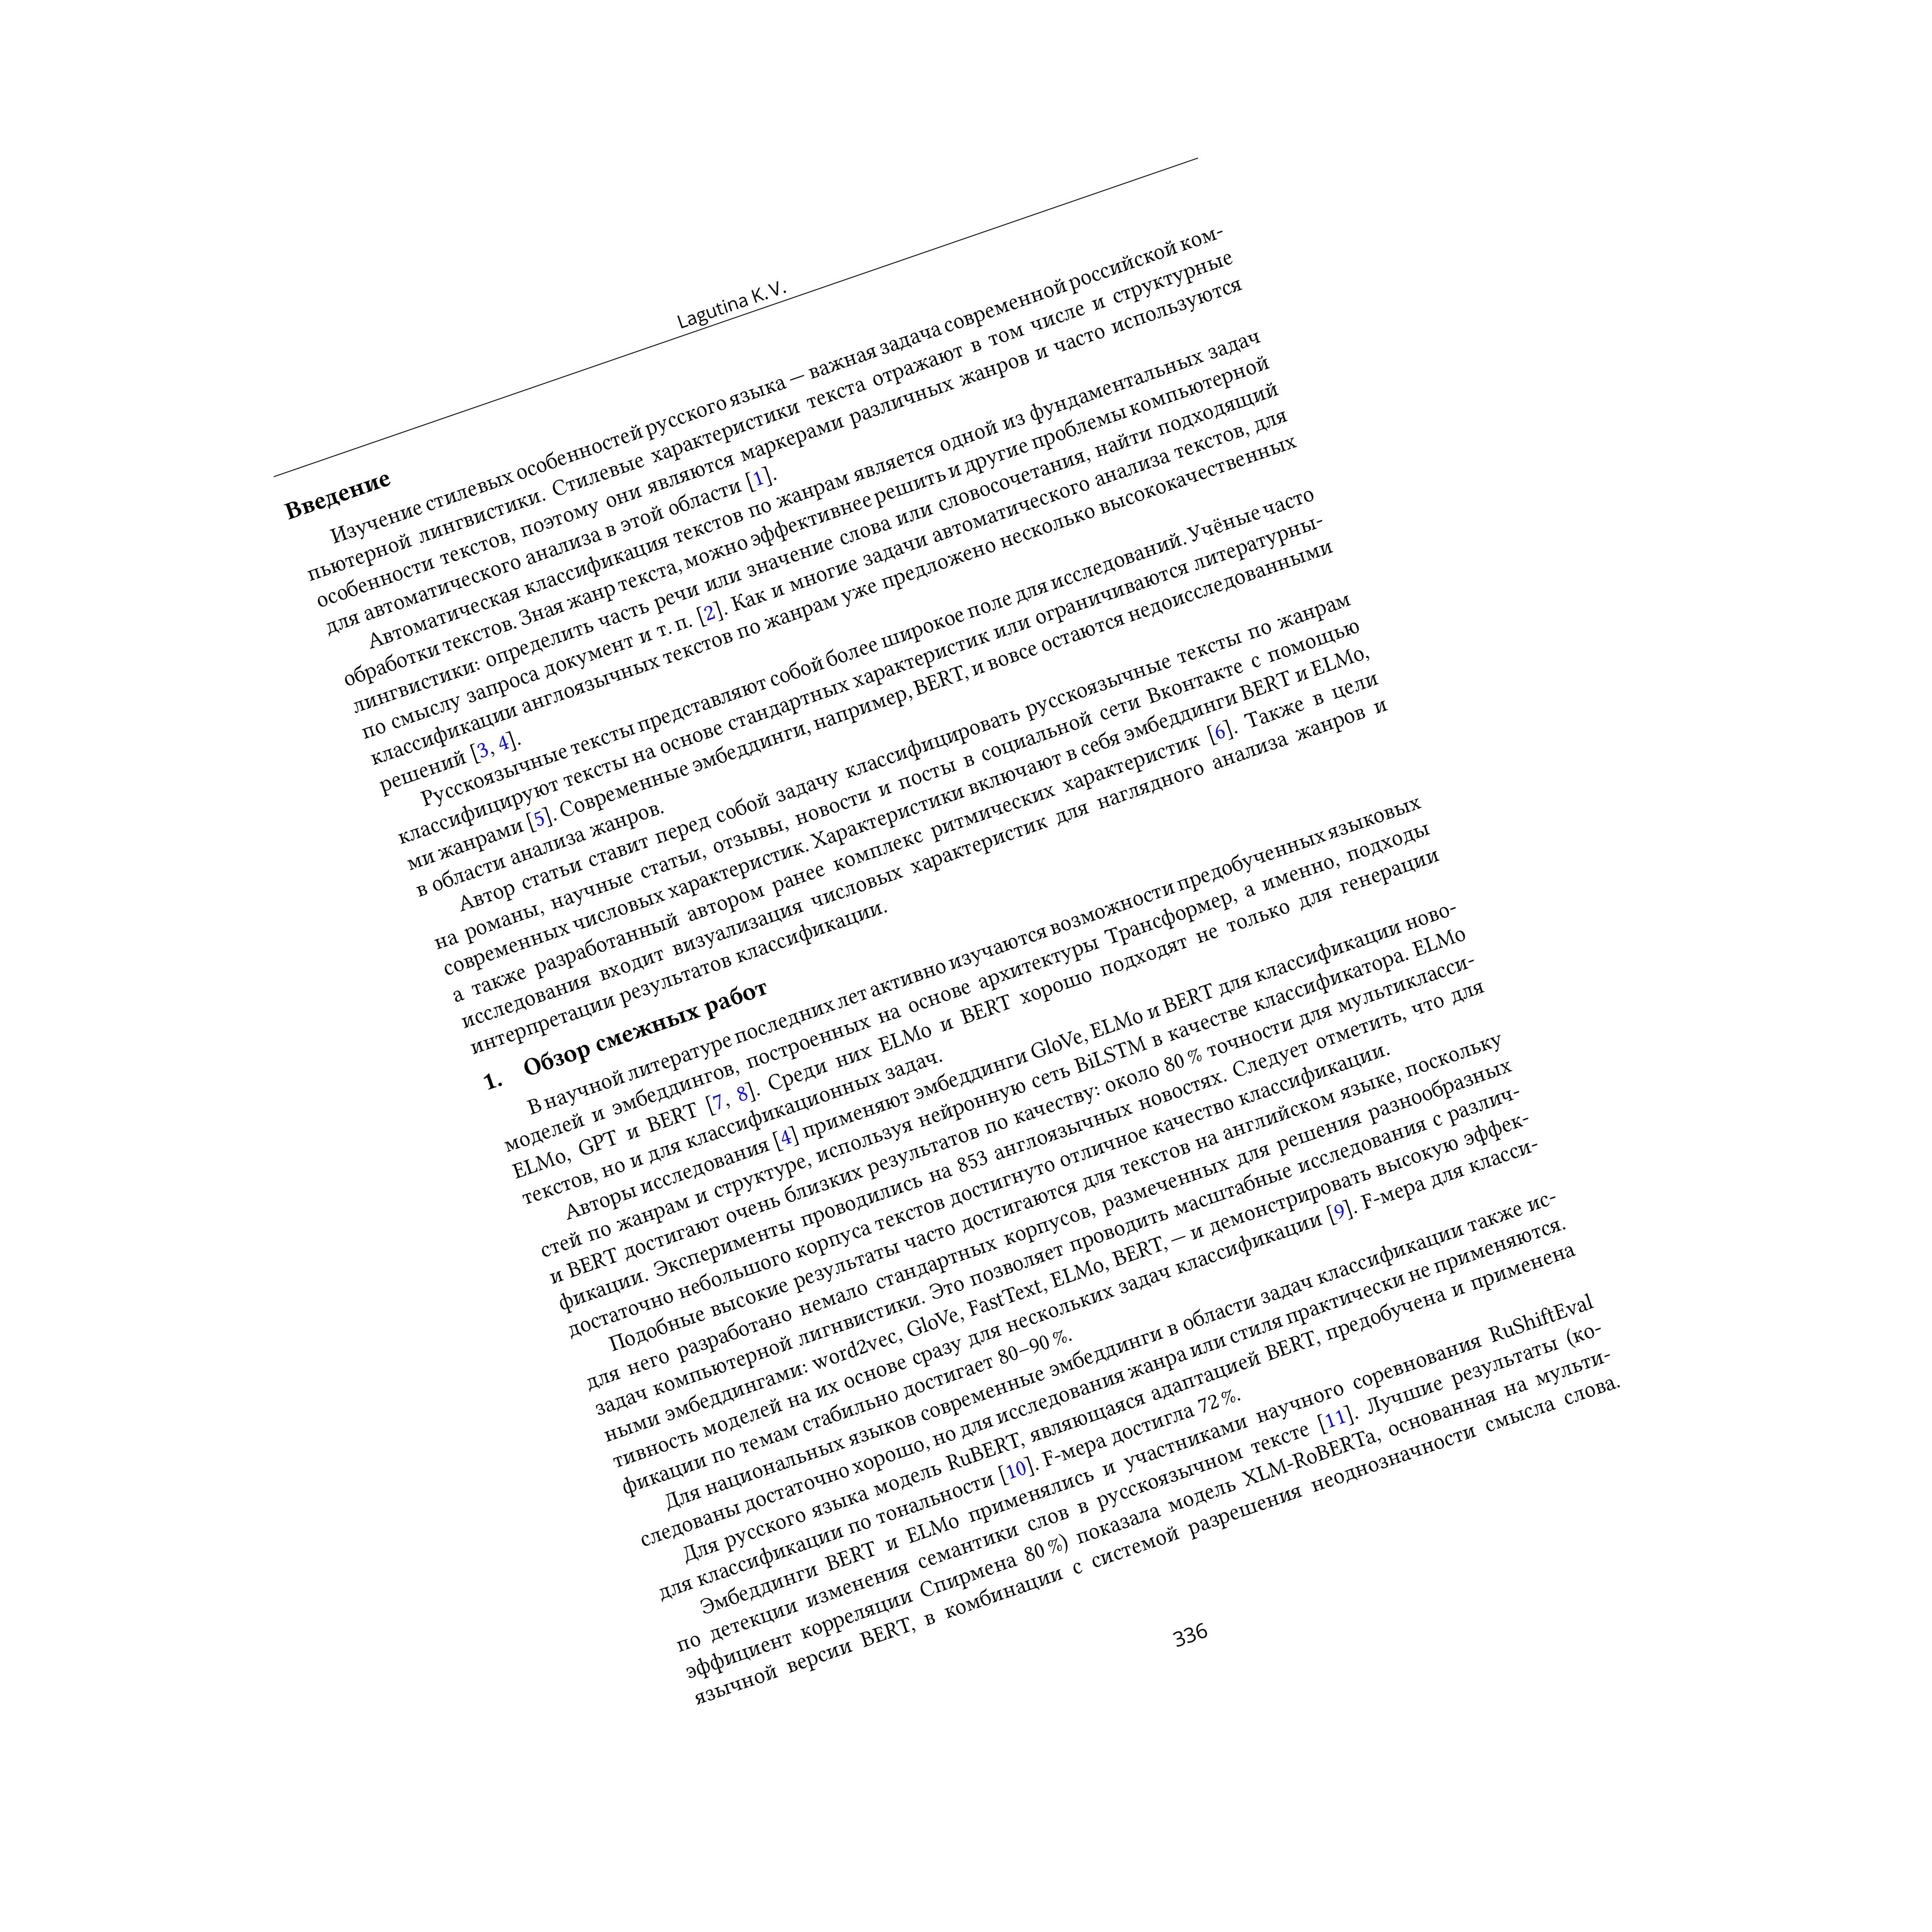 Lagutina K. V.
Введение
Изучение стилевых особенностей русского языка — важная задача современной российской ком-
пьютерной лингвистики. Стилевые характеристики текста отражают в том числе и структурные
особенности текстов, поэтому они являются маркерами различных жанров и часто используются
для автоматического анализа в этой области [1].
Автоматическая классификация текстов по жанрам является одной из фундаментальных задач
обработки текстов. Зная жанр текста, можно эффективнее решить и другие проблемы компьютерной
лингвистики: определить часть речи или значение слова или словосочетания, найти подходящий
по смыслу запроса документ и т. п. [2]. Как и многие задачи автоматического анализа текстов, для
классификации англоязычных текстов по жанрам уже предложено несколько высококачественных
решений [3, 4].
Русскоязычные тексты представляют собой более широкое поле для исследований. Учёные часто
классифицируют тексты на основе стандартных характеристик или ограничиваются литературны-
ми жанрами [5]. Современные эмбеддинги, например, BERT, и вовсе остаются недоисследованными
в области анализа жанров.
Автор статьи ставит перед собой задачу классифицировать русскоязычные тексты по жанрам
на романы, научные статьи, отзывы, новости и посты в социальной сети Вконтакте с помощью
современных числовых характеристик. Характеристики включают в себя эмбеддинги BERT и ELMo,
а также разработанный автором ранее комплекс ритмических характеристик [6]. Также в цели
исследования входит визуализация числовых характеристик для наглядного анализа жанров и
интерпретации результатов классификации.
1. Обзор смежных работ
В научной литературе последних лет активно изучаются возможности предобученных языковых
моделей и эмбеддингов, построенных на основе архитектуры Трансформер, а именно, подходы
ELMo, GPT и BERT [7, 8]. Среди них ELMo и BERT хорошо подходят не только для генерации
текстов, но и для классификационных задач.
Авторы исследования [4] применяют эмбеддинги GloVe, ELMo и BERT для классификации ново-
стей по жанрам и структуре, используя нейронную сеть BiLSTM в качестве классификатора. ELMo
и BERT достигают очень близких результатов по качеству: около 80 % точности для мультикласси-
фикации. Эксперименты проводились на 853 англоязычных новостях. Следует отметить, что для
достаточно небольшого корпуса текстов достигнуто отличное качество классификации.
Подобные высокие результаты часто достигаются для текстов на английском языке, поскольку
для него разработано немало стандартных корпусов, размеченных для решения разнообразных
задач компьютерной лигнвистики. Это позволяет проводить масштабные исследования с различ-
ными эмбеддингами: word2vec, GloVe, FastText, ELMo, BERT, — и демонстрировать высокую эффек-
тивность моделей на их основе сразу для нескольких задач классификации [9]. F-мера для класси-
фикации по темам стабильно достигает 80–90 %.
Для национальных языков современные эмбеддинги в области задач классификации также ис-
следованы достаточно хорошо, но для исследования жанра или стиля практически не применяются.
Для русского языка модель RuBERT, являющаяся адаптацией BERT, предобучена и применена
для классификации по тональности [10]. F-мера достигла 72 %.
Эмбеддинги BERT и ELMo применялись и участниками научного соревнования RuShiftEval
по детекции изменения семантики слов в русскоязычном тексте [11]. Лучшие результаты (ко-
эффициент корреляции Спирмена 80 %) показала модель XLM-RoBERTa, основанная на мульти-
язычной версии BERT, в комбинации с системой разрешения неоднозначности смысла слова.
336